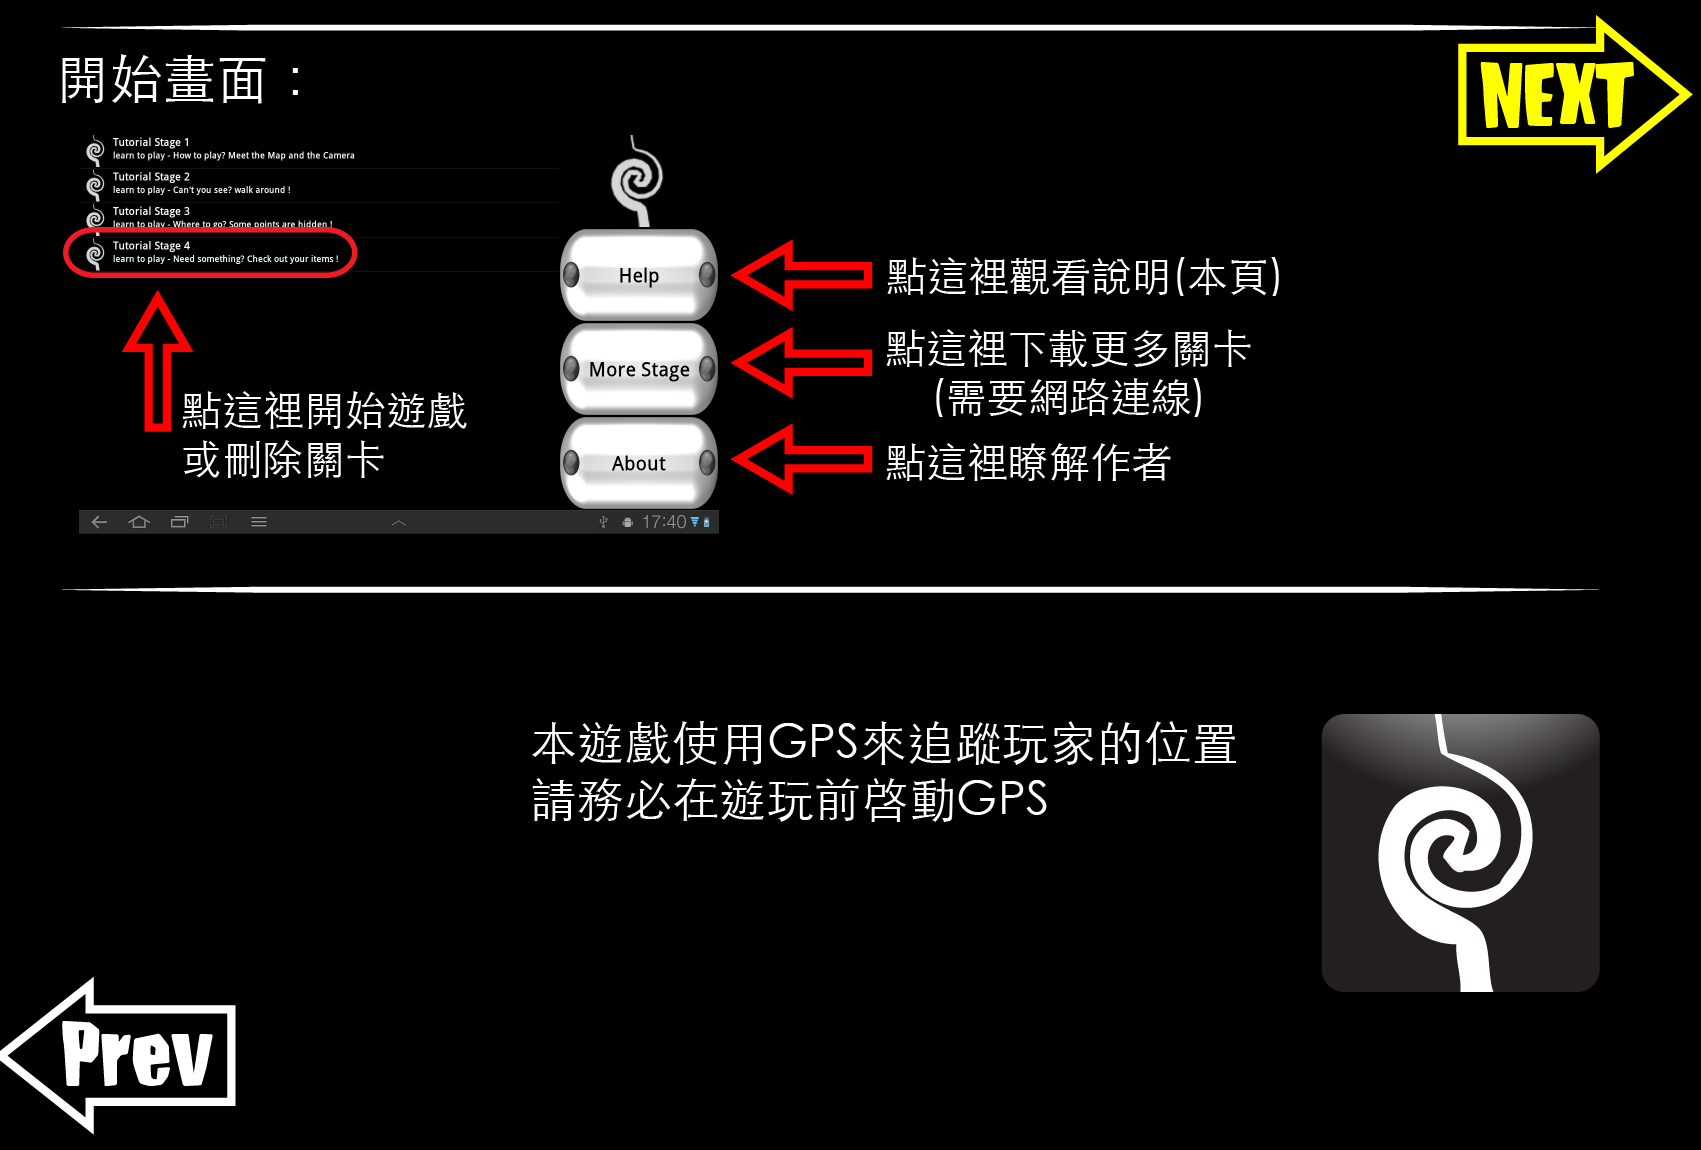 開始畫面：
NEXT
Tutorial Stage 1
learn to play - How to play? Meet the Map and the Camera
Tutorial Stage 2
learn to play - Can't you see? walk around !
Tutorial Stage 3
learn to play - Where to go? Some points are hidden !
Tutorial Stage 4
learn to play - Need something? Check out your items !
點這裡開始遊戲
或刪除關卡
Help
點這裡觀看說明(本頁)
More Stage
點這裡下載更多關卡
(需要網路連線)
About
點這裡瞭解作者
17:40
本遊戲使用GPS來追蹤玩家的位置
請務必在遊玩前啓動GPS
Prev